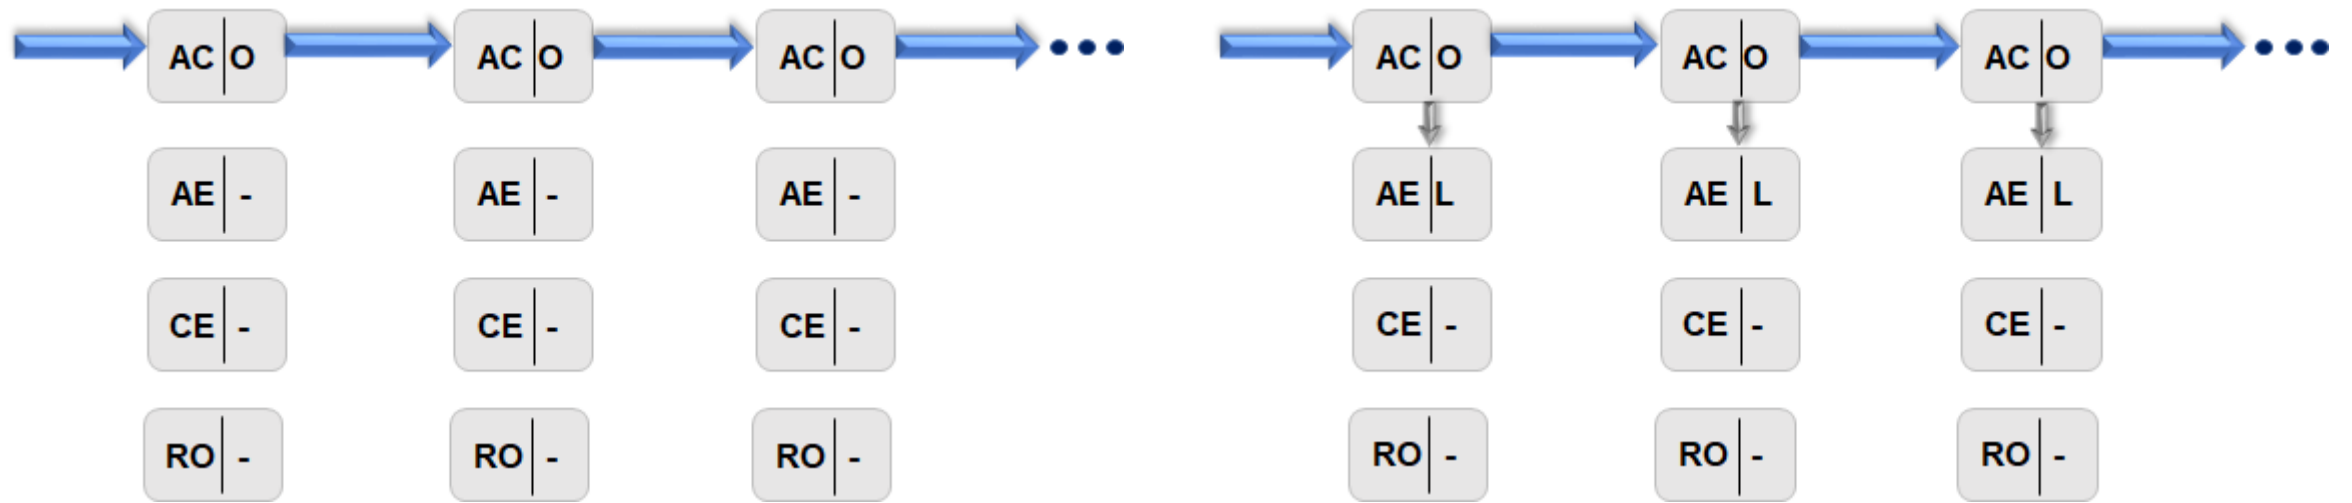 AC O AC O AC O AC O AC O AC O
AE - AE - AE - AE L AE L AE L
CE - CE - CE - CE - CE - CE -
RO - RO - RO - RO - RO - RO -